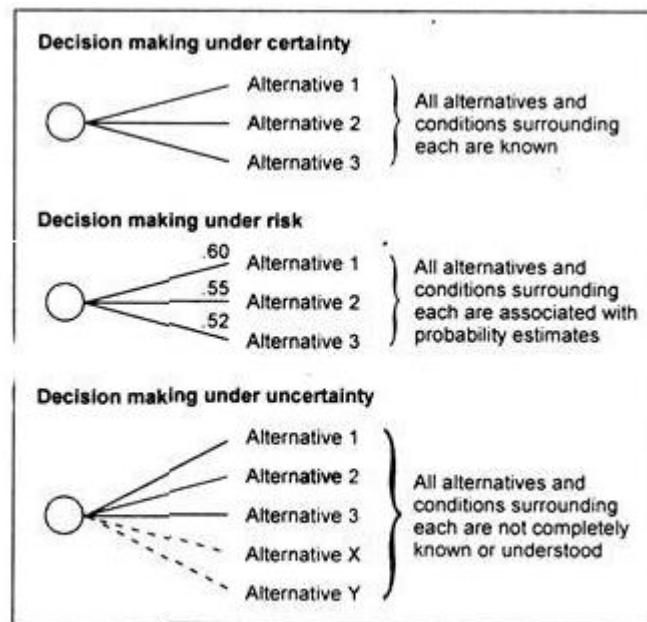 Decision making under certainty
Alternative 1
Alternative 2
Alternative 3
All alternatives and
conditions surrounding
each are known
Decision making under risk
.60
Alternative 1
.55
Alternative 2
.52
Alternative 3
All alternatives and
conditions surrounding
each are associated with
probability estimates
Decision making under uncertainty
Alternative 1
Alternative 2
Alternative 3
Alternative X
Alternative Y
All alternatives and
conditions surrounding
each are not completely
known or understood